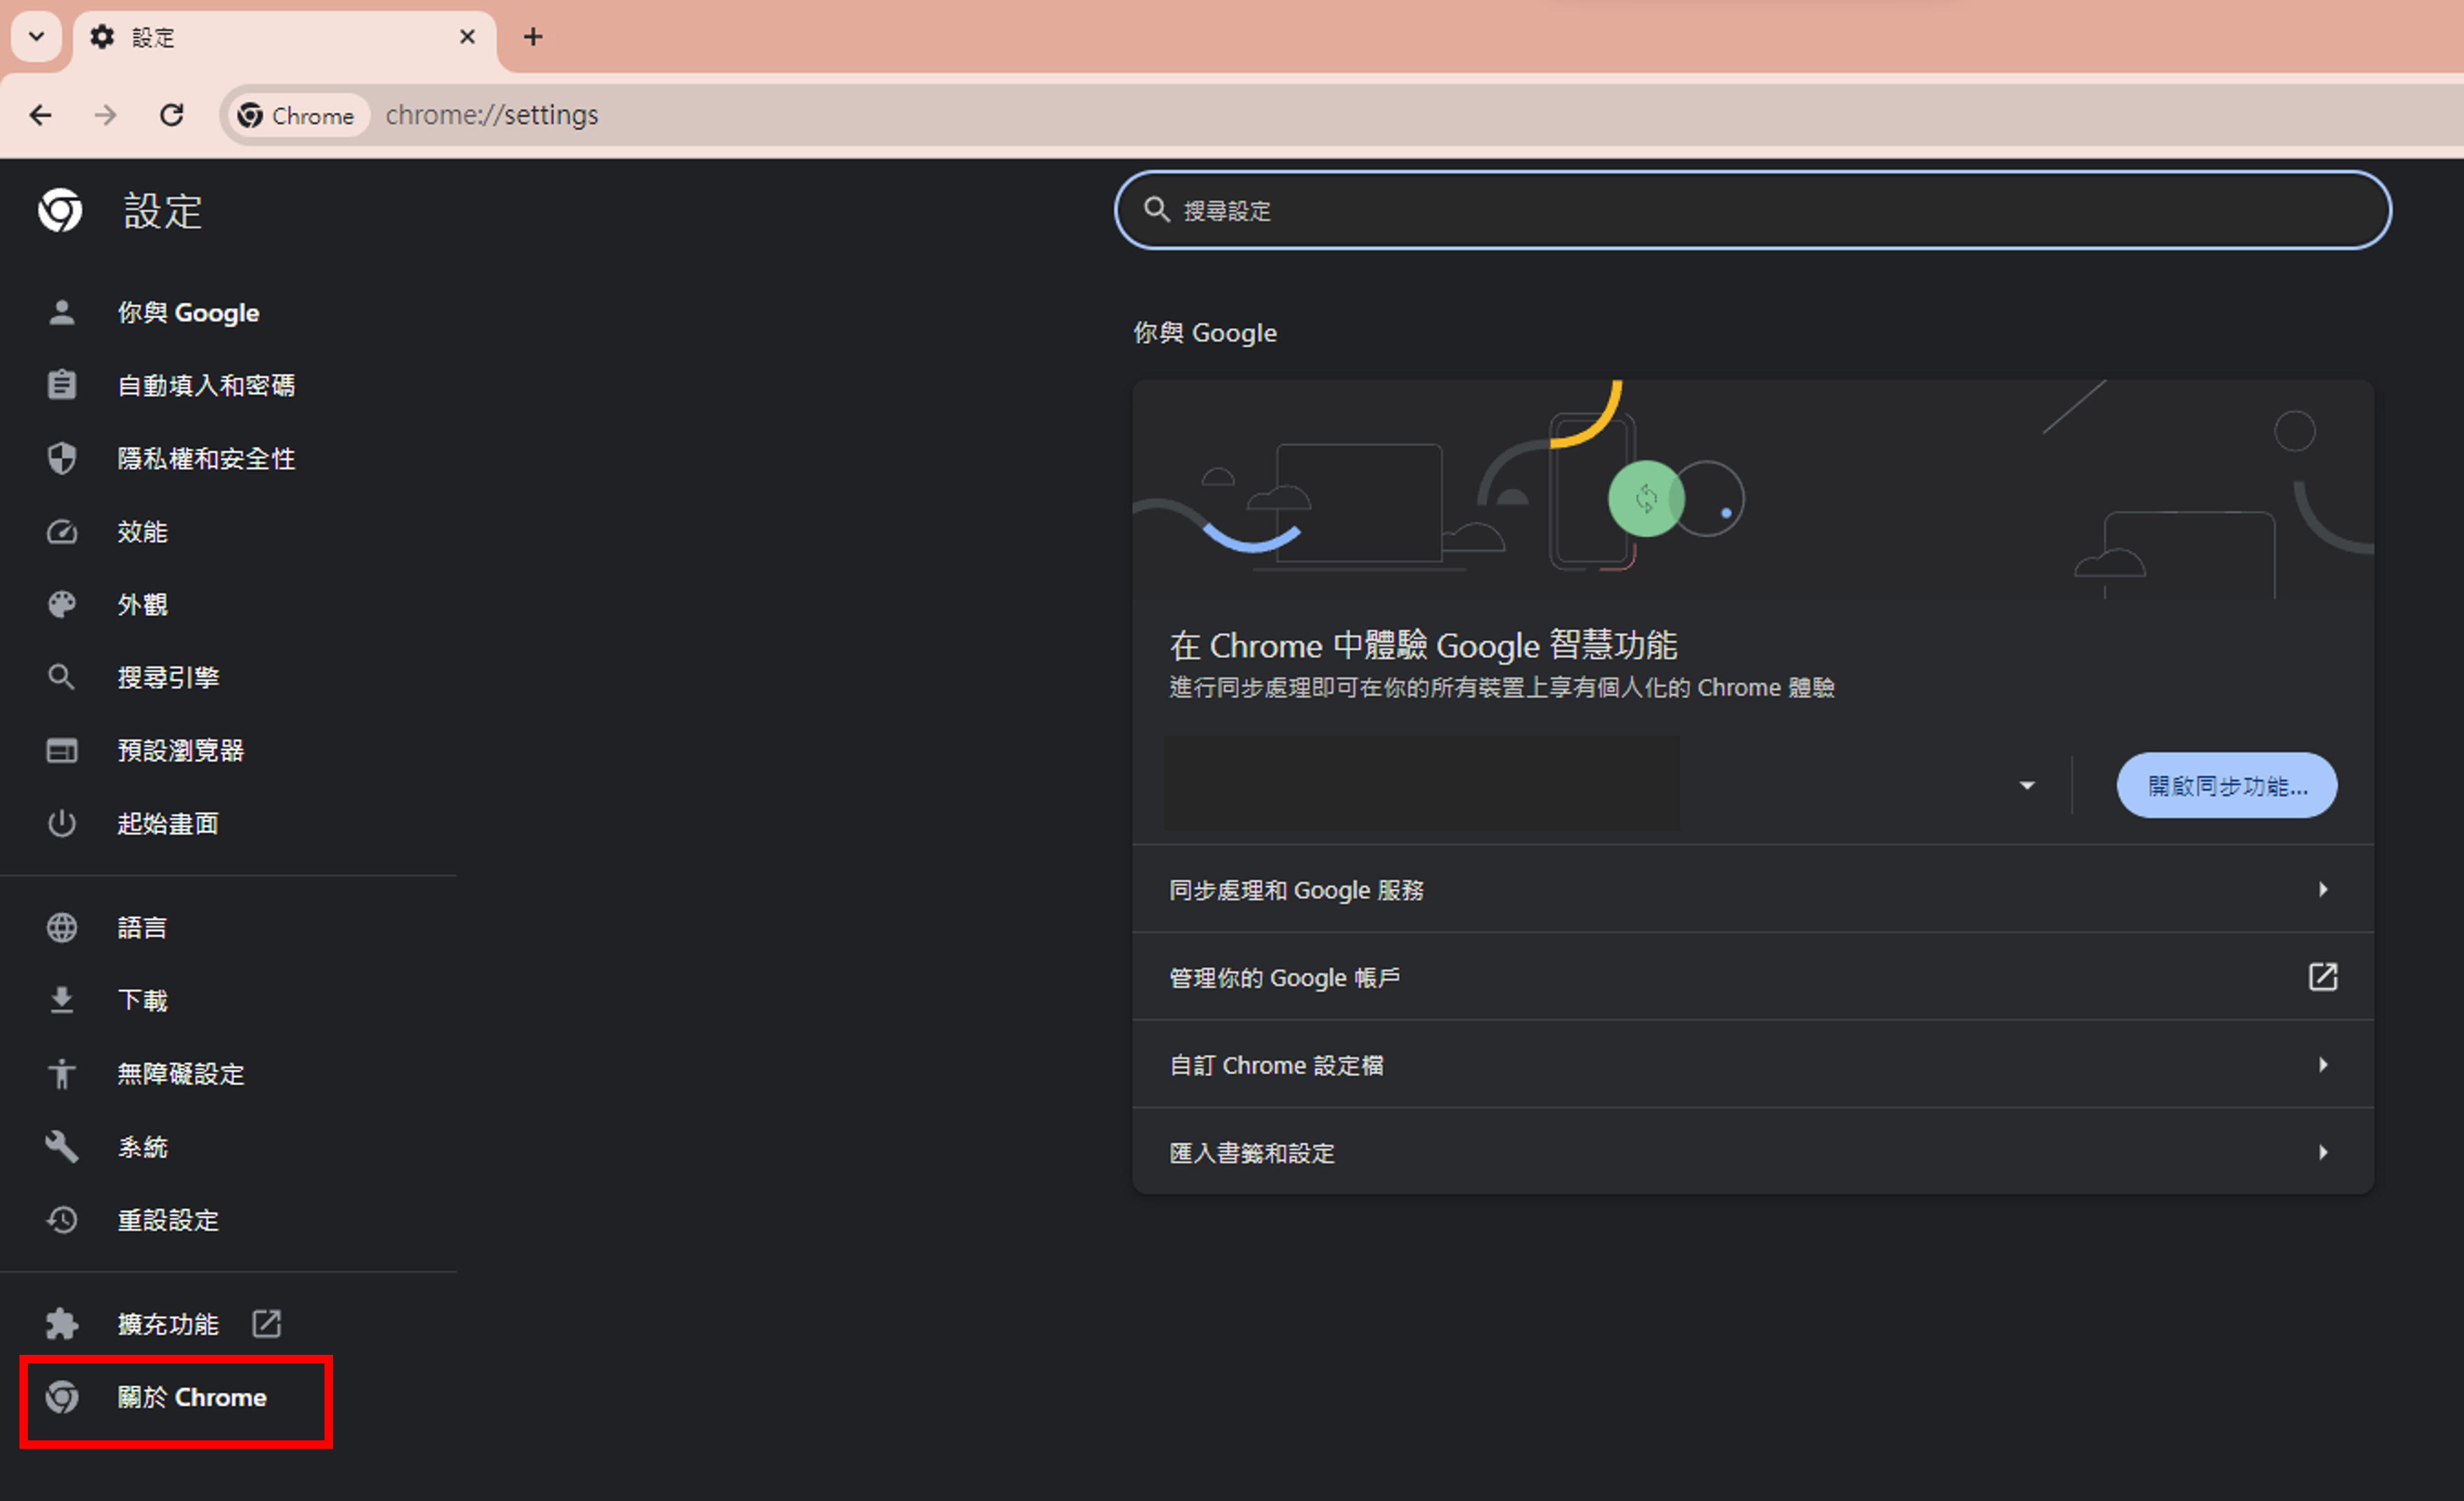 設定
Chrome chrome://settings
設定
搜尋設定
你與 Google
自動填入和密碼
隱私權和安全性
效能
外觀
搜尋引擎
預設瀏覽器
起始畫面
語言
下載
無障礙設定
系統
重設設定
擴充功能
關於 Chrome
你與 Google
在 Chrome 中體驗 Google 智慧功能
進行同步處理即可在你的所有裝置上享有個人化的 Chrome 體驗
開啟同步功能...
同步處理和 Google 服務
管理你的 Google 帳戶
自訂 Chrome 設定檔
匯入書籤和設定